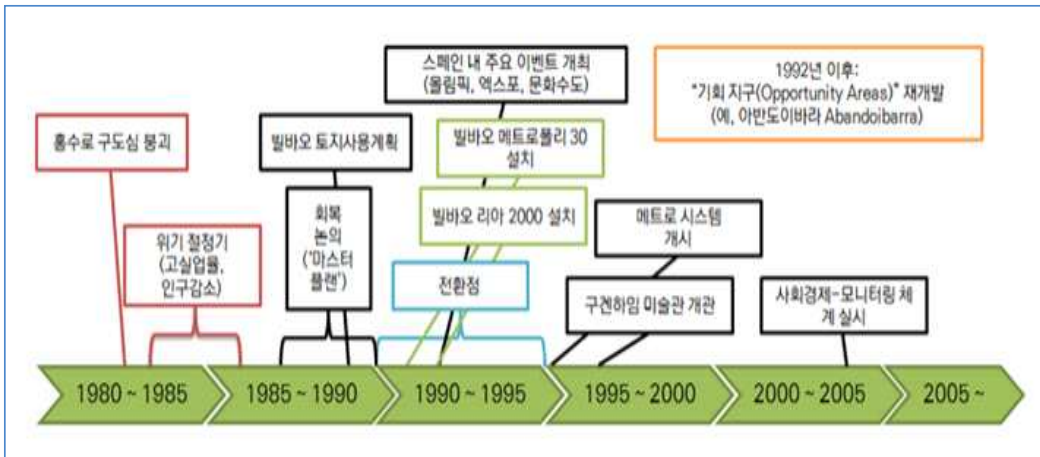 스페인 내 주요 이벤트 개최
(올림픽, 엑스포, 문화수도)
1992년 이후:
"기회 지구(Opportunity Areas)" 재개발
(예, 아반도이바라 Abandoibarra)
홍수로 구도심 붕괴
빌바오 토지사용계획
빌바오 메트로폴리 30
설치
위기 절정기
(고실업률,
인구감소)
회복
논의
('마스터
플랜')
빌바오 리아 2000 설치
메트로 시스템
개시
전환점
구겐하임 미술관 개관
사회경제-모니터링 체
계 실시
1980 ~ 1985
1985 ~ 1990
1990 ~ 1995
1995 ~ 2000
2000 ~ 2005
2005 ~